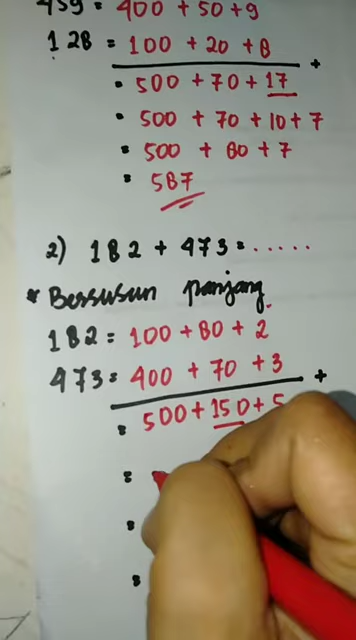 459 = 400 + 50 + 9
128 = 100 + 20 + 8
+
= 500 + 70 + 17
= 500 + 70 + 10 + 7
= 500 + 80 + 7
= 587
2) 182 + 473 = .....
* Bersusun panjang.
182 = 100 + 80 + 2
473 = 400 + 70 + 3
+
= 500 + 150 + 5
=
=
=